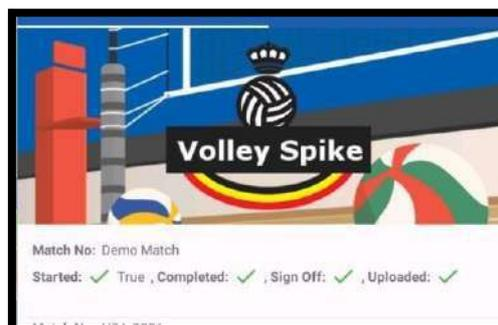 Volley Spike
Match No: Demo Match
Started: ✓ True , Completed: ✓ , Sign Off: ✓ , Uploaded: ✓